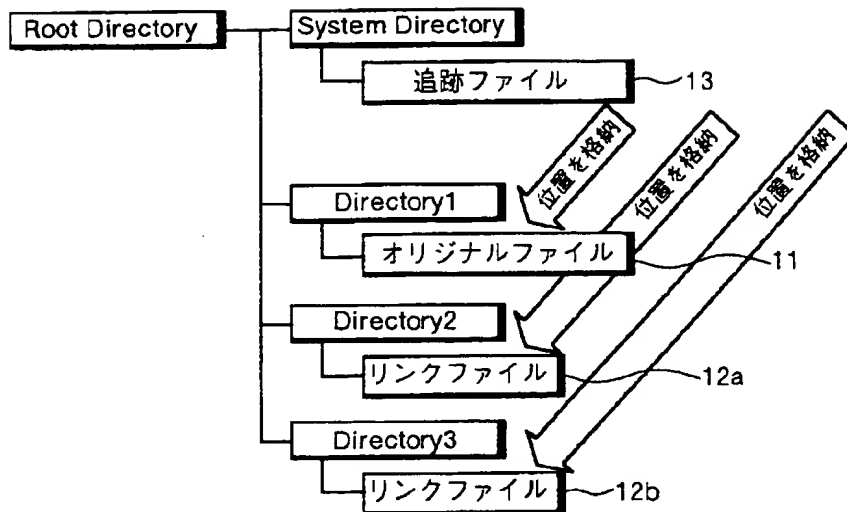 Root Directory
System Directory
追跡ファイル
13
位置を格納
位置を格納
位置を格納
Directory1
オリジナルファイル
11
Directory2
リンクファイル
12a
Directory3
リンクファイル
12b